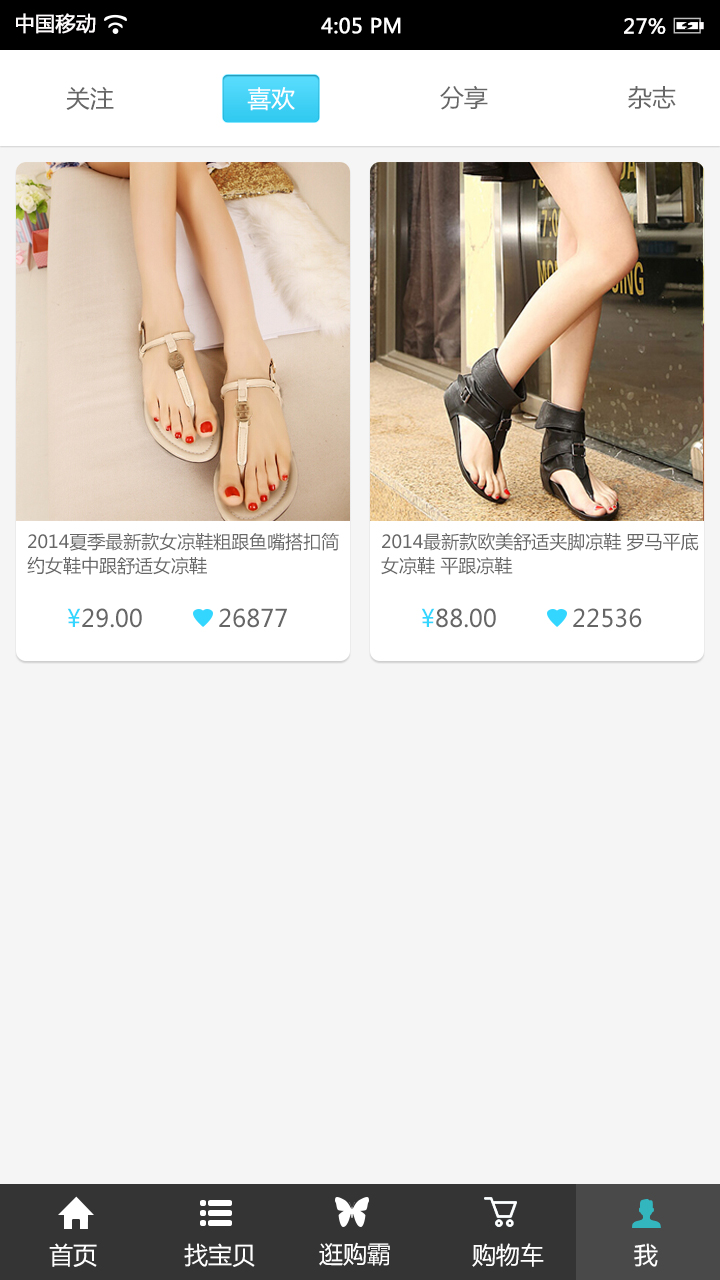 中国移动 4:05 PM 27%
关注 喜欢 分享 杂志
2014夏季最新款女凉鞋粗跟鱼嘴搭扣简
约女鞋中跟舒适女凉鞋
¥29.00 26877
2014最新款欧美舒适夹脚凉鞋 罗马平底
女凉鞋 平跟凉鞋
¥88.00 22536
首页 找宝贝 逛购霸 购物车 我